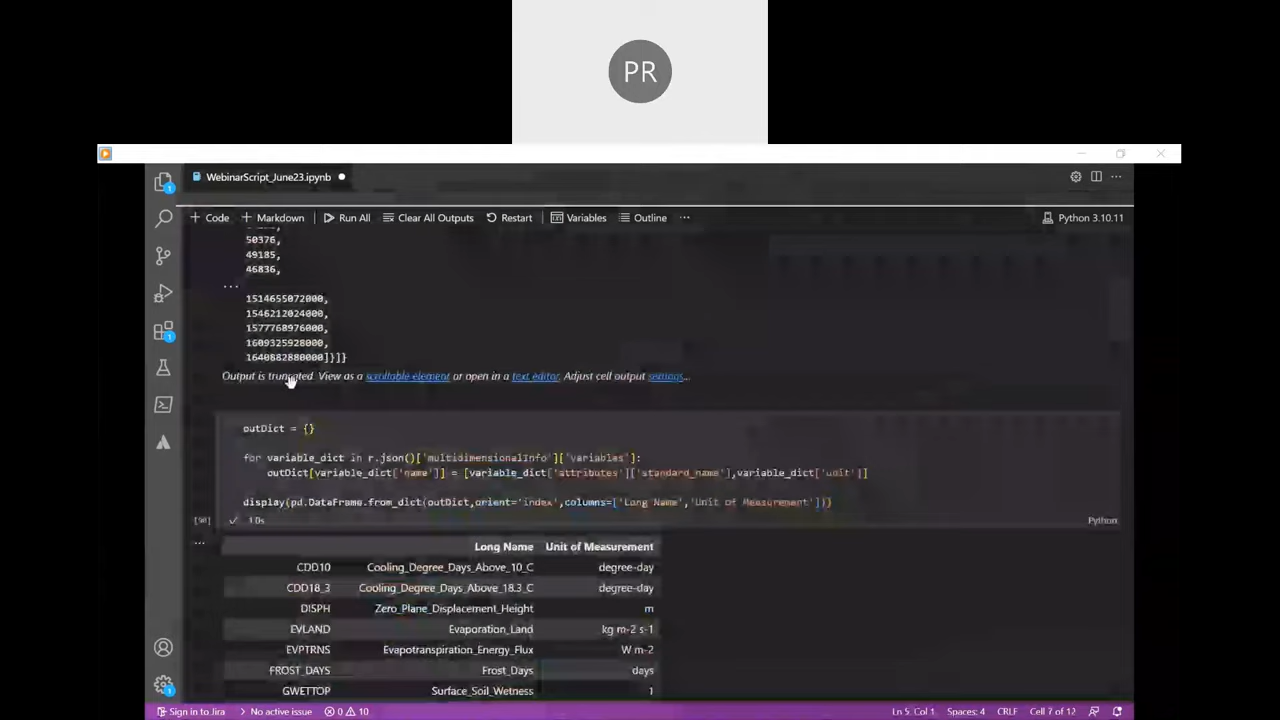 PR
WebinarScript_June23.ipynb
+ Code + Markdown Run All Clear All Outputs Restart Variables Outline ... Python 3.10.11
50376,
49185,
46836,
...
1514655072000,
1546212024000,
1577768976000,
1609325928000,
1640882880000]}]}
Output is truncated. View as a scrollable element or open in a text editor. Adjust cell output settings...
outDict = {}
for variable_dict in r.json()['multidimensionalInfo']['variables']:
outDict[variable_dict['name']] = [variable_dict['attributes']['standard_name'],variable_dict['unit']]
display(pd.DataFrame.from_dict(outDict,orient='index',columns=['Long Name','Unit of Measurement']))
Python
...
Long Name Unit of Measurement
CDD10 Cooling_Degree_Days_Above_10_C degree-day
CDD18_3 Cooling_Degree_Days_Above_18.3_C degree-day
DISPH Zero_Plane_Displacement_Height m
EVLAND Evaporation_Land kg m-2 s-1
EVPTRNS Evapotranspiration_Energy_Flux W m-2
FROST_DAYS Frost_Days days
GWETTOP Surface_Soil_Wetness 1
Sign in to Jira No active issue 0 10 Ln 5, Col 1 Spaces: 4 CRLF Cell 7 of 12